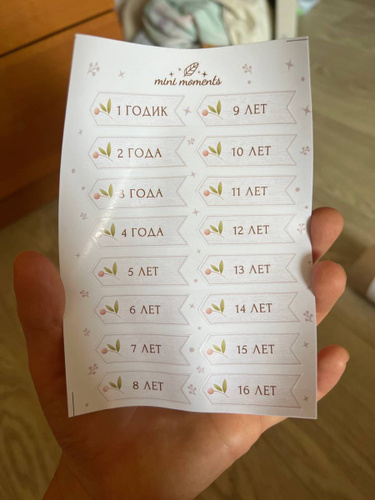 mini moments
1 ГОДИК
2 ГОДА
3 ГОДА
4 ГОДА
5 ЛЕТ
6 ЛЕТ
7 ЛЕТ
8 ЛЕТ
9 ЛЕТ
10 ЛЕТ
11 ЛЕТ
12 ЛЕТ
13 ЛЕТ
14 ЛЕТ
15 ЛЕТ
16 ЛЕТ